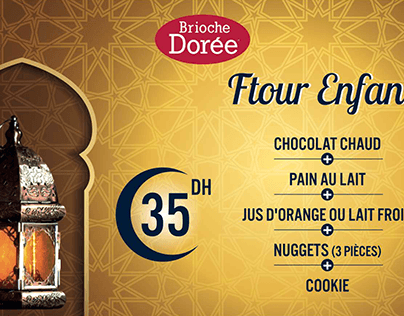 Brioche
Dorée
Ftour Enfan
35 DH
CHOCOLAT CHAUD
+
PAIN AU LAIT
+
JUS D'ORANGE OU LAIT FROI
+
NUGGETS (3 PIÈCES)
+
COOKIE